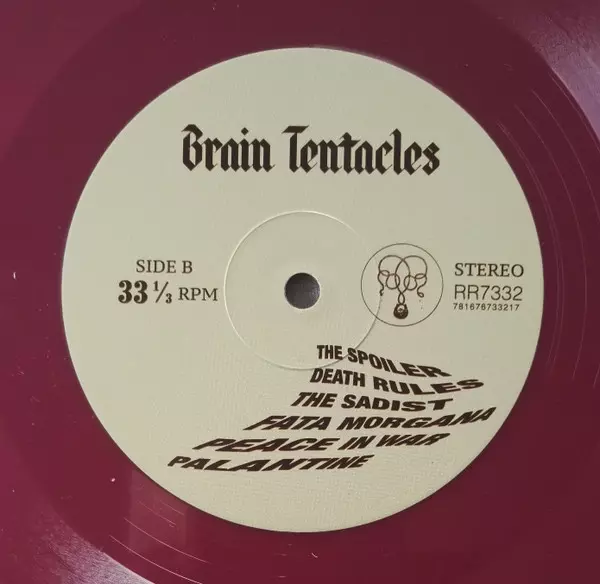 Brain Tentacles
SIDE B
33 1/3 RPM
STEREO
RR7332
781676733217
THE SPOILER
DEATH RULES
THE SADIST
FATA MORGANA
PEACE IN WAR
PALANTINE